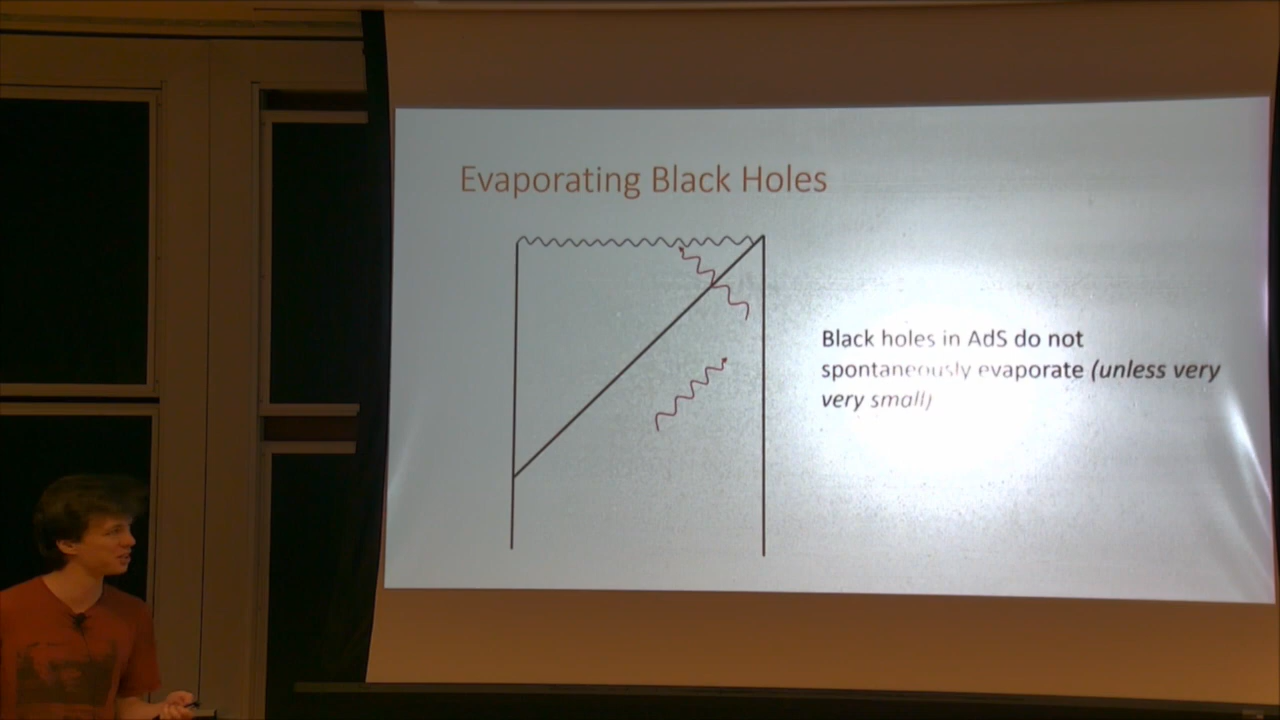 Evaporating Black Holes
Black holes in AdS do not
spontaneously evaporate (unless very
very small)